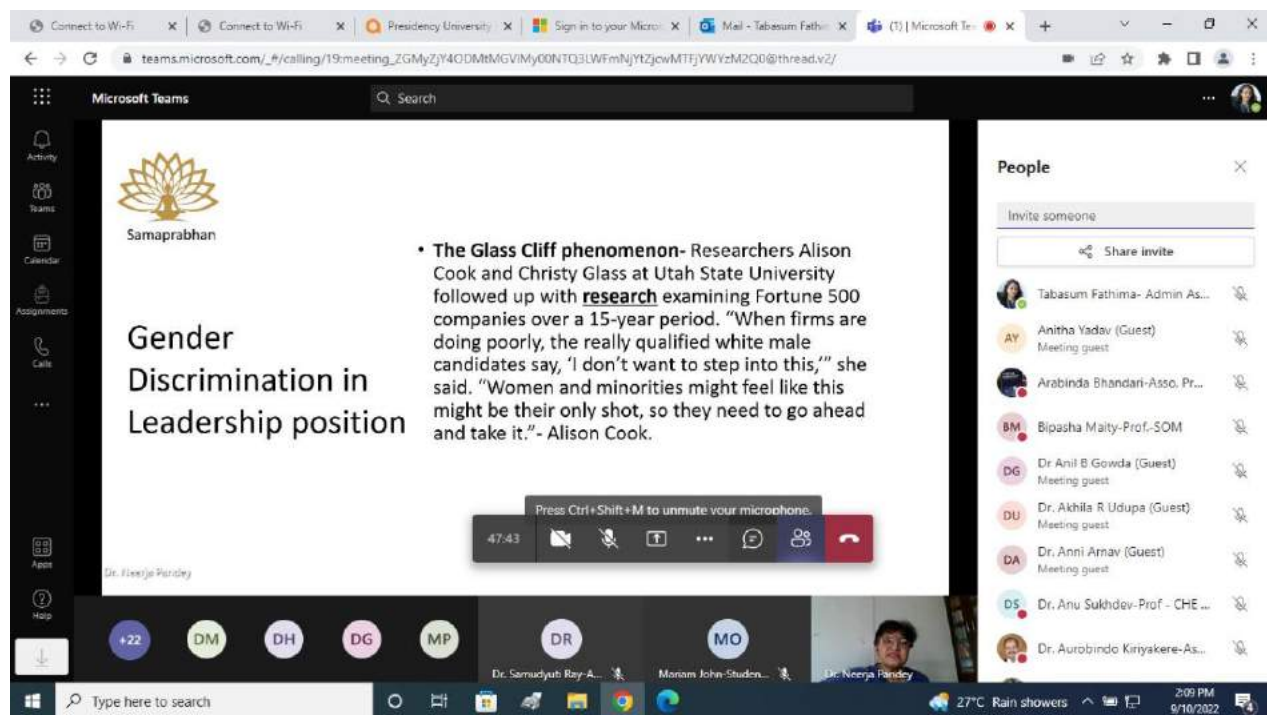 Connect to Wi-Fi
Connect to Wi-Fi
Presidency University
Sign in to your Micro
Mail - Tabasum Fathi
(1) | Microsoft Te
teams.microsoft.com/_#/calling/19:meeting_
@thread.v2/
Microsoft Teams
Search
Activity
Teams
Calendar
Assignments
Calls
Apps
Help
Samaprabhan
Gender
Discrimination in
Leadership position
• The Glass Cliff phenomenon- Researchers Alison
Cook and Christy Glass at Utah State University
followed up with research examining Fortune 500
companies over a 15-year period. “When firms are
doing poorly, the really qualified white male
candidates say, ‘I don’t want to step into this,’” she
said. “Women and minorities might feel like this
might be their only shot, so they need to go ahead
and take it.”- Alison Cook.
Press Ctrl+Shift+M to unmute your microphone.
47:43
Dr. Neerja Pandey
+22
DM
DH
DG
MP
DR
Dr. Samudyuti Ray-A...
MO
Mariam John-Studen...
Dr. Neerja Pandey
People
Invite someone
Share invite
Tabasum Fathima- Admin As...
AY
Anitha Yadav (Guest)
Meeting guest
Arabinda Bhandari-Asso. Pr...
BM
Bipasha Maity-Prof.-SOM
DG
Dr Anil B Gowda (Guest)
Meeting guest
DU
Dr. Akhila R Udupa (Guest)
Meeting guest
DA
Dr. Anni Arnav (Guest)
Meeting guest
DS
Dr. Anu Sukhdev-Prof - CHE ...
Dr. Aurobindo Kiriyakere-As...
Type here to search
27°C Rain showers
2:09 PM
9/10/2022